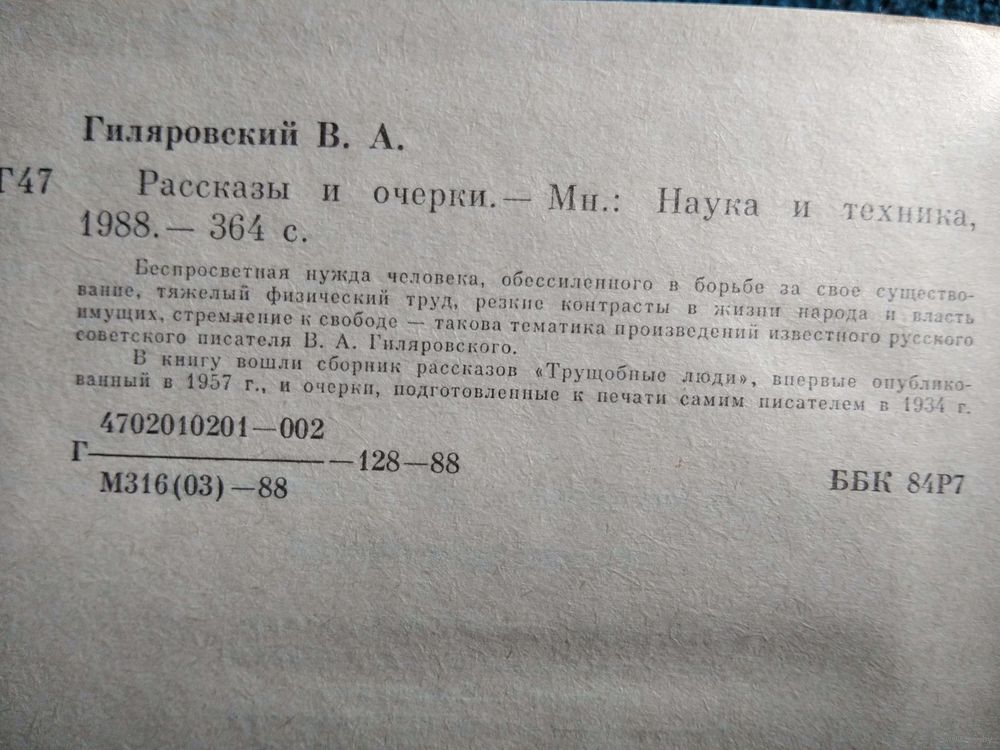 Гиляровский В. А.
Г47 Рассказы и очерки.— Мн.: Наука и техника,
1988.— 364 с.
Беспросветная нужда человека, обессиленного в борьбе за свое существо-
вание, тяжелый физический труд, резкие контрасты в жизни народа и власть
имущих, стремление к свободе — такова тематика произведений известного русского
советского писателя В. А. Гиляровского.
В книгу вошли сборник рассказов «Трущобные люди», впервые опублико-
ванный в 1957 г., и очерки, подготовленные к печати самим писателем в 1934 г.
4702010201—002
Г—————— —128—88
М316(03)—88
ББК 84Р7